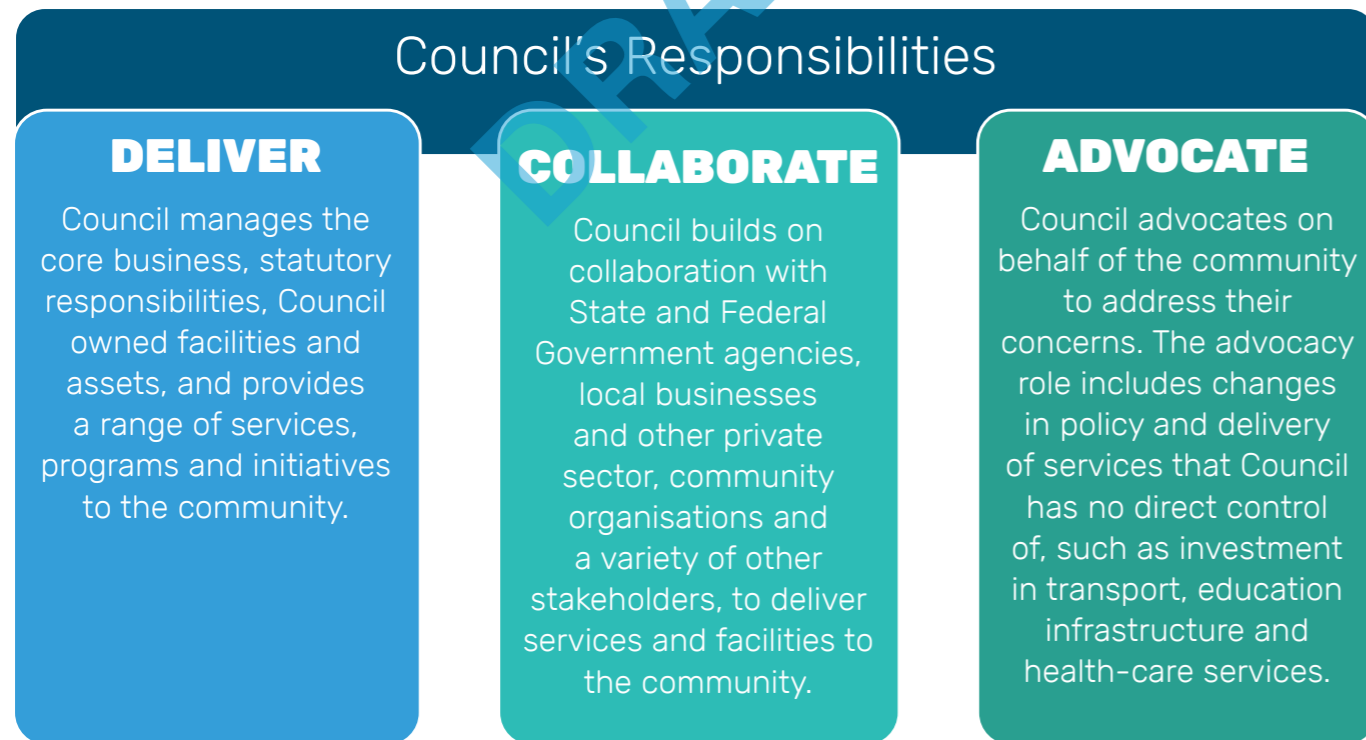 Council's Responsibilities
DELIVER
Council manages the
core business, statutory
responsibilities, Council
owned facilities and
assets, and provides
a range of services,
programs and initiatives
to the community.
COLLABORATE
Council builds on
collaboration with
State and Federal
Government agencies,
local businesses
and other private
sector, community
organisations and
a variety of other
stakeholders, to deliver
services and facilities to
the community.
ADVOCATE
Council advocates on
behalf of the community
to address their
concerns. The advocacy
role includes changes
in policy and delivery
of services that Council
has no direct control
of, such as investment
in transport, education
infrastructure and
health-care services.